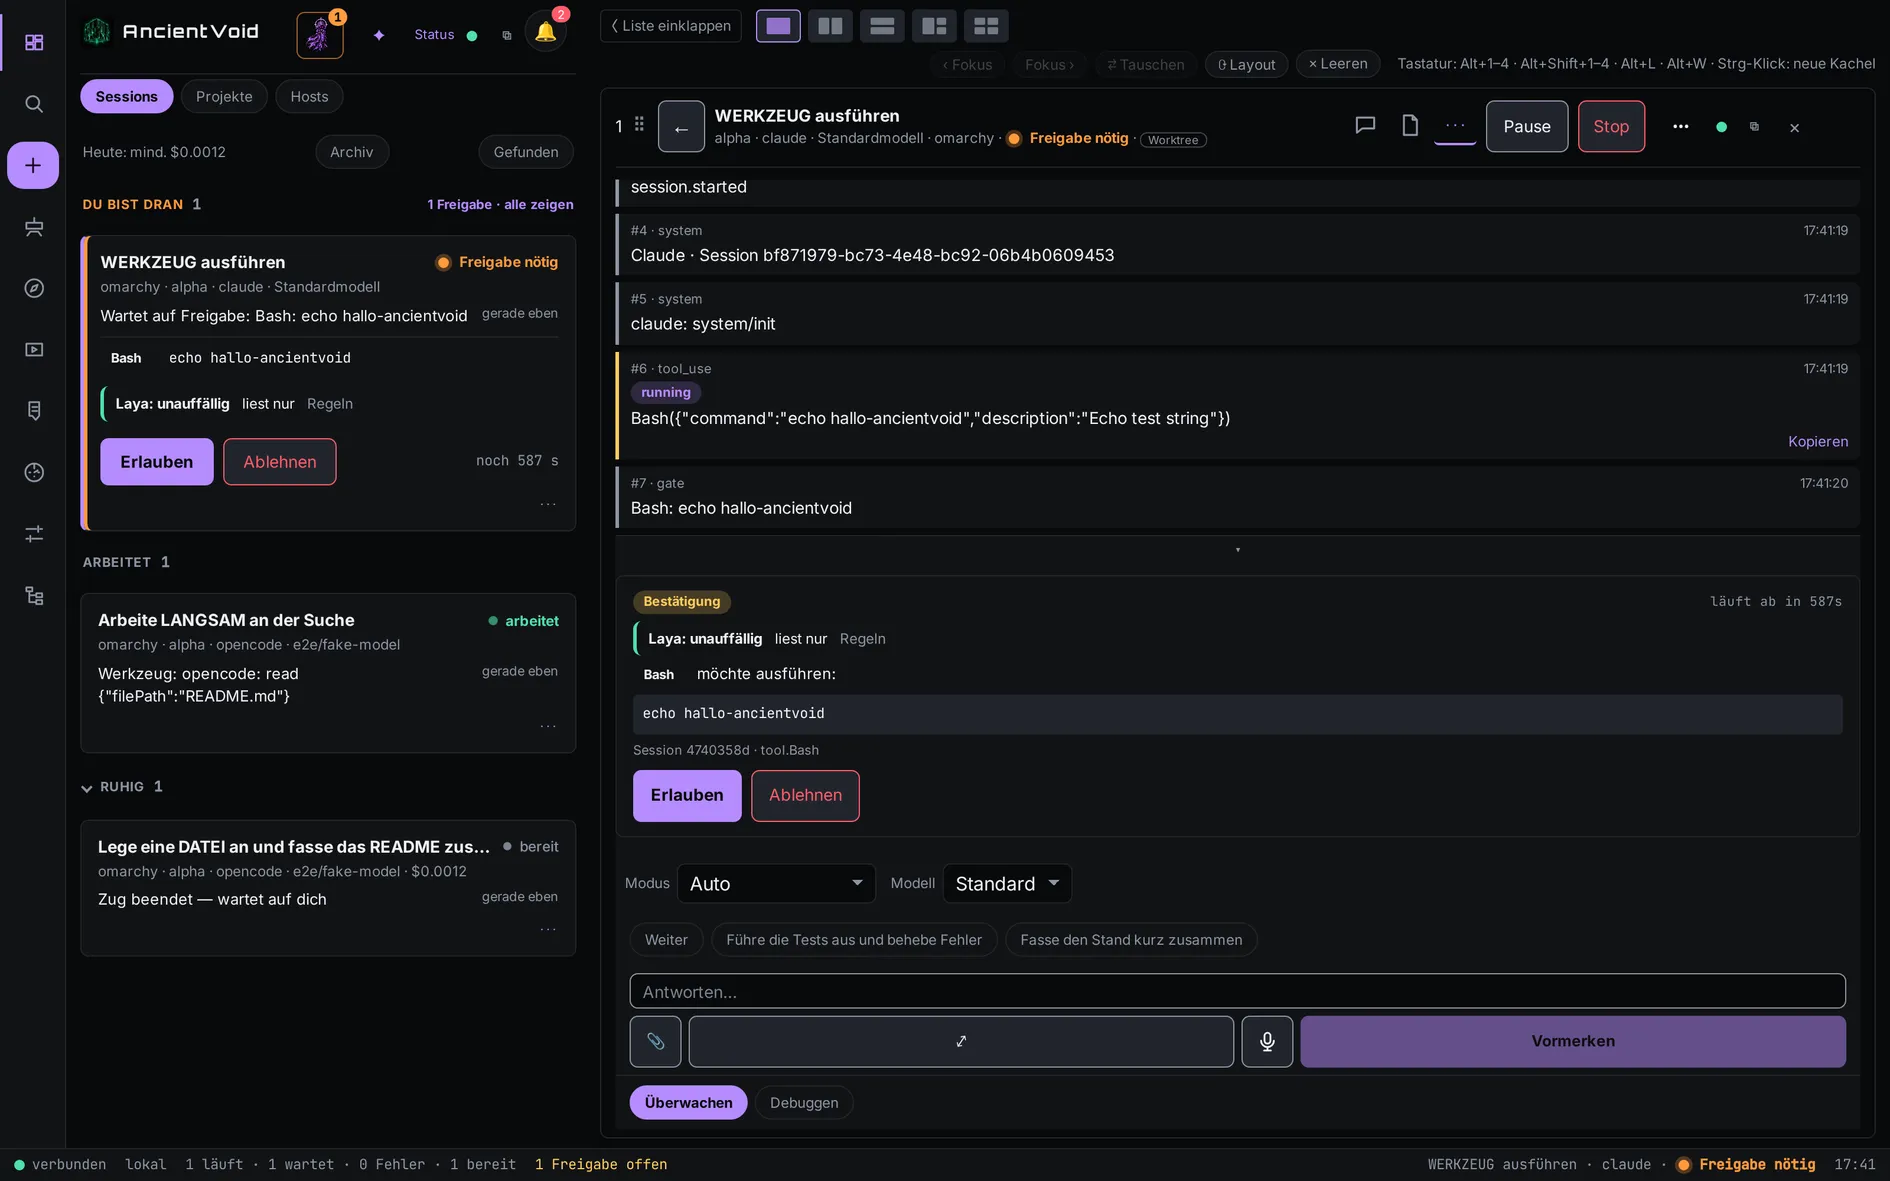 AncientVoid
1
Status
2
Sessions
Projekte
Hosts
Heute: mind. $0.0012
Archiv
Gefunden
DU BIST DRAN 1
1 Freigabe · alle zeigen
WERKZEUG ausführen
Freigabe nötig
omarchy · alpha · claude · Standardmodell
Wartet auf Freigabe: Bash: echo hallo-ancientvoid
gerade eben
Bash echo hallo-ancientvoid
Laya: unauffällig liest nur Regeln
Erlauben
Ablehnen
noch 587 s
...
ARBEITET 1
Arbeite LANGSAM an der Suche
arbeitet
omarchy · alpha · opencode · e2e/fake-model
Werkzeug: opencode: read
{"filePath":"README.md"}
gerade eben
...
RUHIG 1
Lege eine DATEI an und fasse das README zus...
bereit
omarchy · alpha · opencode · e2e/fake-model · $0.0012
Zug beendet — wartet auf dich
gerade eben
...
Liste einklappen
‹ Fokus
Fokus ›
⇄ Tauschen
Layout
× Leeren
Tastatur: Alt+1–4 · Alt+Shift+1–4 · Alt+L · Alt+W · Strg-Klick: neue Kachel
1
←
WERKZEUG ausführen
alpha · claude · Standardmodell · omarchy · Freigabe nötig · Worktree
...
Pause
Stop
•••
×
session.started
#4 · system
17:41:19
Claude · Session bf871979-bc73-4e48-bc92-06b4b0609453
#5 · system
17:41:19
claude: system/init
#6 · tool_use
17:41:19
running
Bash({"command":"echo hallo-ancientvoid","description":"Echo test string"})
Kopieren
#7 · gate
17:41:20
Bash: echo hallo-ancientvoid
Bestätigung
läuft ab in 587s
Laya: unauffällig liest nur Regeln
Bash möchte ausführen:
echo hallo-ancientvoid
Session 4740358d · tool.Bash
Erlauben
Ablehnen
Modus Auto
Modell Standard
Weiter
Führe die Tests aus und behebe Fehler
Fasse den Stand kurz zusammen
Antworten...
Vormerken
Überwachen
Debuggen
verbunden lokal 1 läuft · 1 wartet · 0 Fehler · 1 bereit 1 Freigabe offen
WERKZEUG ausführen · claude · Freigabe nötig 17:41